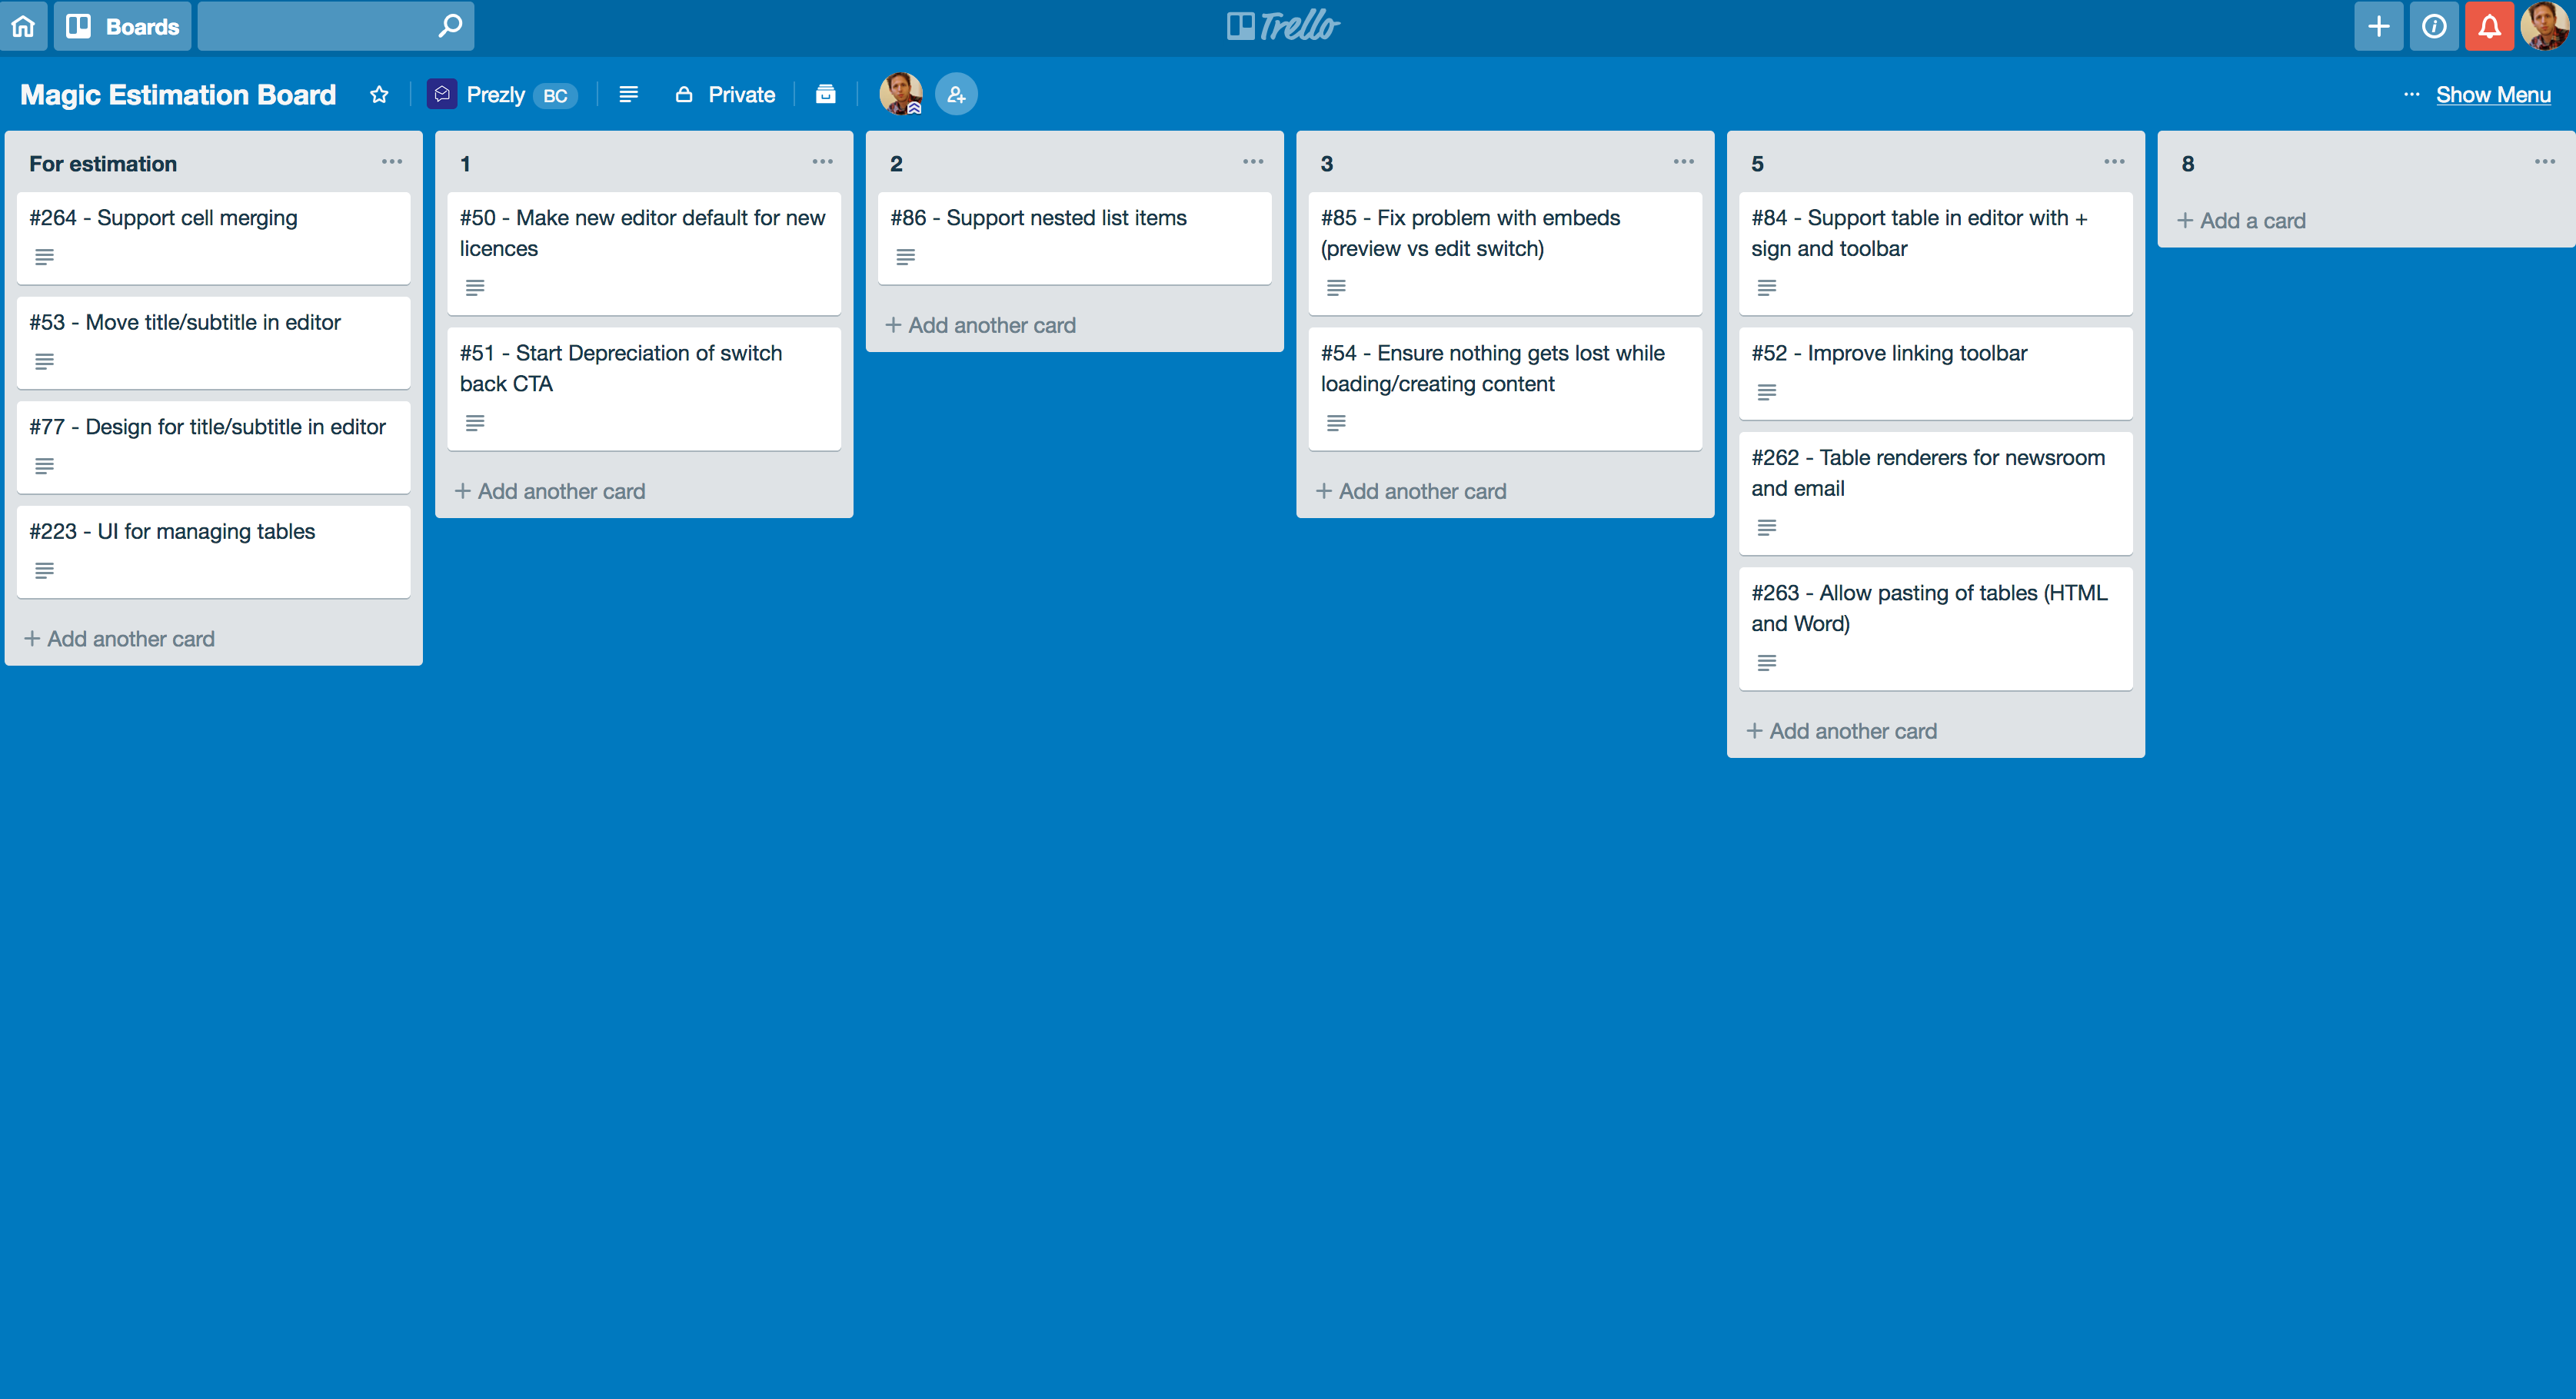 Boards
Trello
Magic Estimation Board
Prezly BC
Private
Show Menu
For estimation
#264 - Support cell merging
#53 - Move title/subtitle in editor
#77 - Design for title/subtitle in editor
#223 - UI for managing tables
+ Add another card
1
#50 - Make new editor default for new
licences
#51 - Start Depreciation of switch
back CTA
+ Add another card
2
#86 - Support nested list items
+ Add another card
3
#85 - Fix problem with embeds
(preview vs edit switch)
#54 - Ensure nothing gets lost while
loading/creating content
+ Add another card
5
#84 - Support table in editor with +
sign and toolbar
#52 - Improve linking toolbar
#262 - Table renderers for newsroom
and email
#263 - Allow pasting of tables (HTML
and Word)
+ Add another card
8
+ Add a card